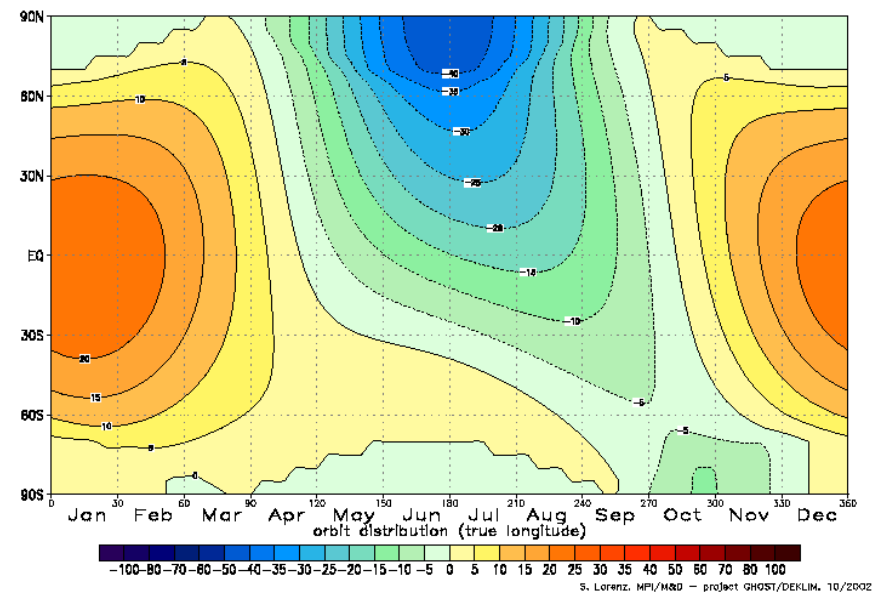 90N
0
5
-40
5
-35
60N
10
-30
30N
-25
-20
EQ
-15
-10
30S
20
15
-5
60S
10
5
-5
0
90S
0 30 60 90 120 150 180 210 240 270 300 330 360
Jan Feb Mar Apr May Jun Jul Aug Sep Oct Nov Dec
orbit distribution (true longitude)
-100-80 -70 -60 -50 -40 -35 -30 -25 -20 -15 -10 -5 0 5 10 15 20 25 30 35 40 50 60 70 80 100
S. Lorenz, MPI/M&D - project GHOST/DEKLIM, 10/2002